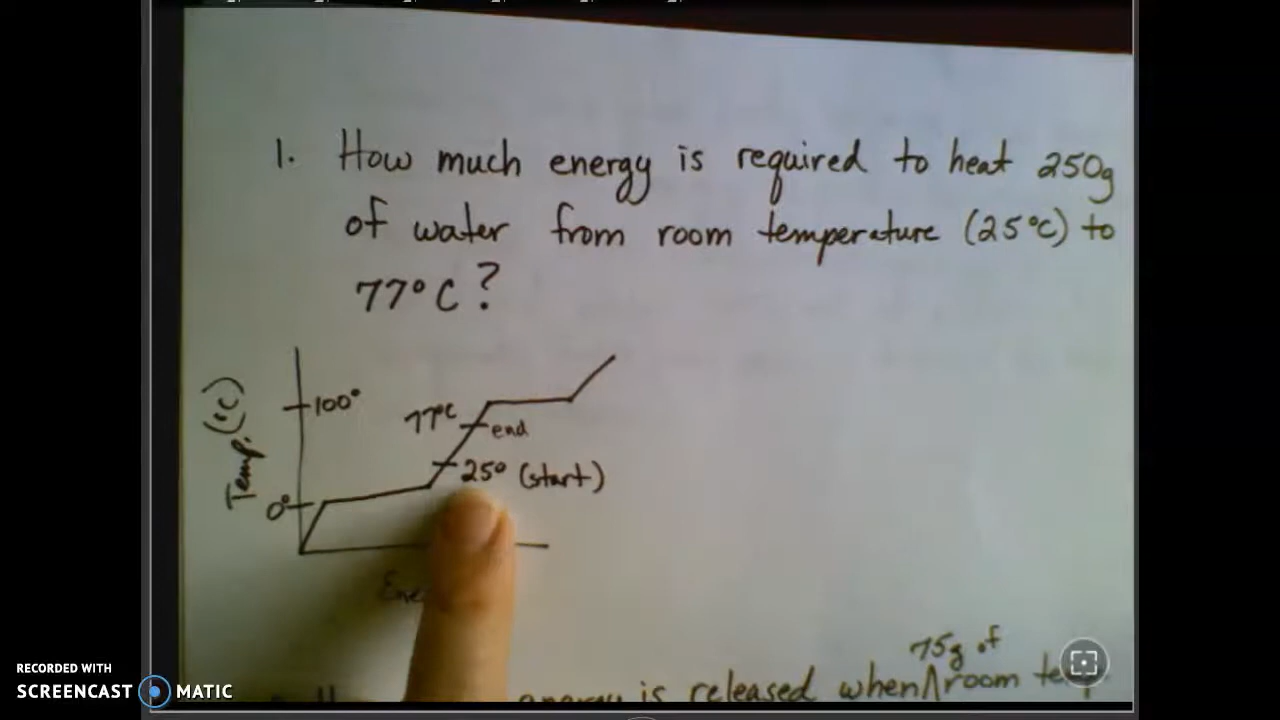 1. How much energy is required to heat 250g
of water from room temperature (25°C) to
77°C?
Temp. (°C)
100°
77°C
end
25° (start)
0°
75g of
energy is released when room
RECORDED WITH
SCREENCAST MATIC